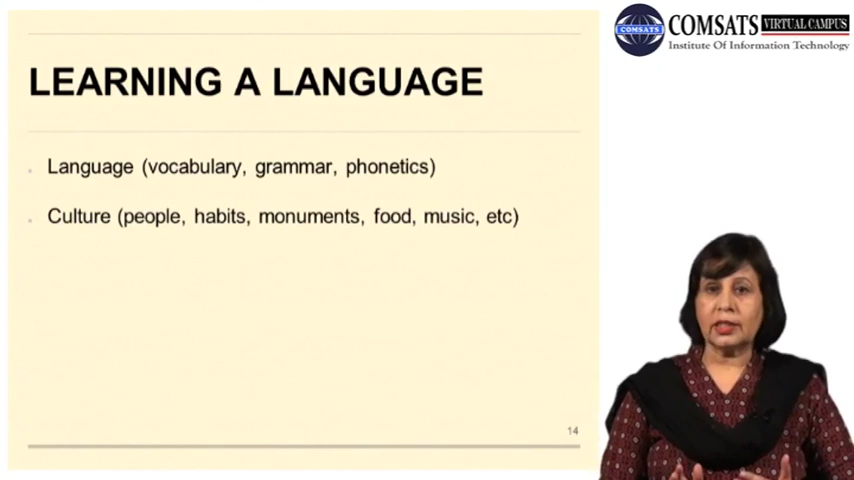 COMSATS
COMSATS VIRTUAL CAMPUS
Institute Of Information Technology
LEARNING A LANGUAGE
Language (vocabulary, grammar, phonetics)
Culture (people, habits, monuments, food, music, etc)
14